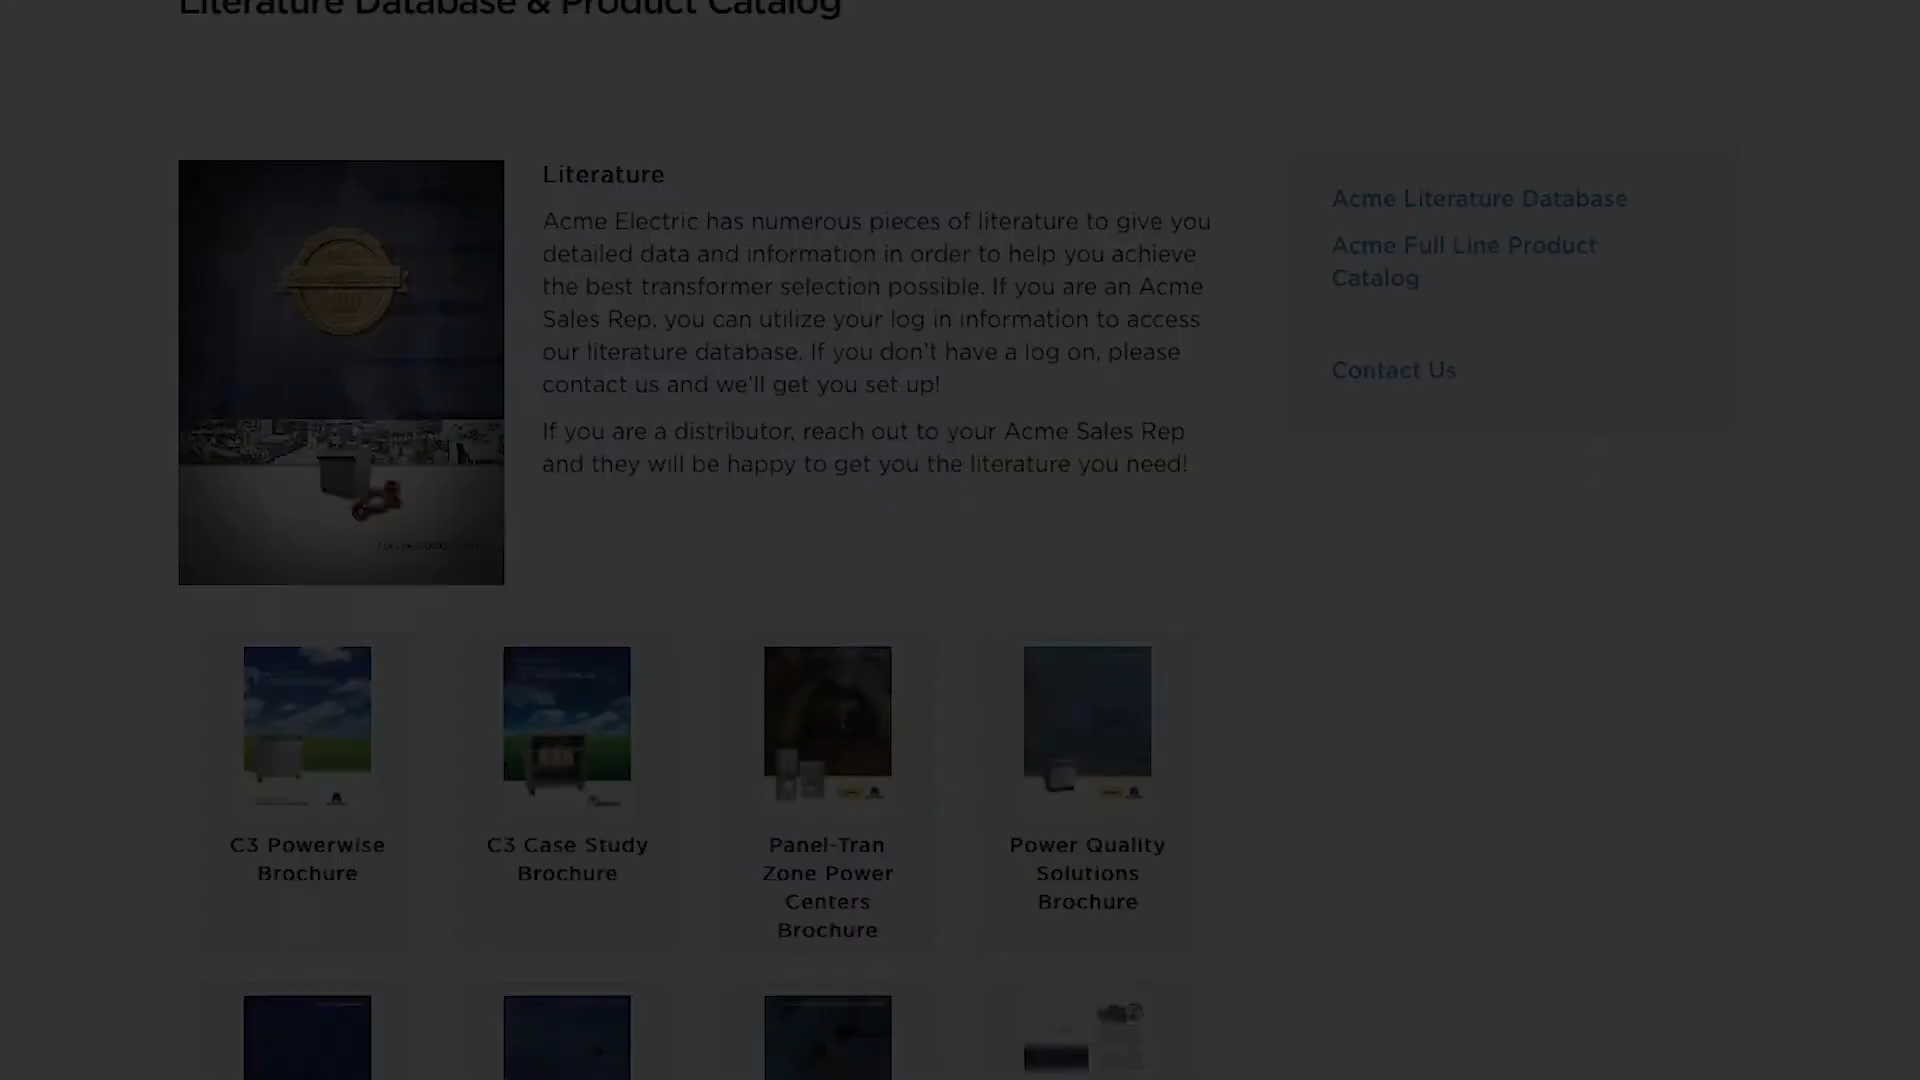 Literature Database & Product Catalog
Literature
Acme Electric has numerous pieces of literature to give you
detailed data and information in order to help you achieve
the best transformer selection possible. If you are an Acme
Sales Rep, you can utilize your log in information to access
our literature database. If you don't have a log on, please
contact us and we'll get you set up!
If you are a distributor, reach out to your Acme Sales Rep
and they will be happy to get you the literature you need!
Acme Literature Database
Acme Full Line Product
Catalog
Contact Us
C3 Powerwise
Brochure
C3 Case Study
Brochure
Panel-Tran
Zone Power
Centers
Brochure
Power Quality
Solutions
Brochure